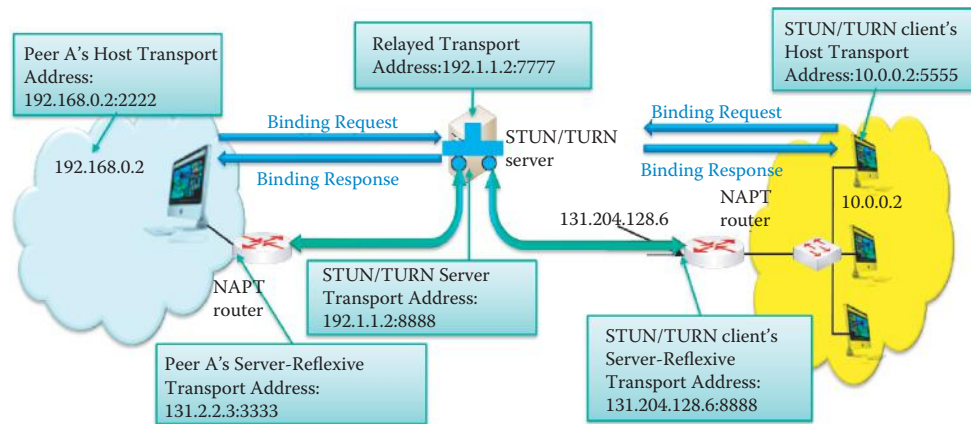 Peer A's Host Transport
Address:
192.168.0.2:2222
Relayed Transport
Address:192.1.1.2:7777
STUN/TURN client's
Host Transport
Address:10.0.0.2:5555
Binding Request
Binding Response
192.168.0.2
STUN/TURN
server
Binding Request
Binding Response
10.0.0.2
131.204.128.6
NAPT
router
NAPT
router
STUN/TURN Server
Transport Address:
192.1.1.2:8888
Peer A's Server-Reflexive
Transport Address:
131.2.2.3:3333
STUN/TURN client's
Server-Reflexive
Transport Address:
131.204.128.6:8888